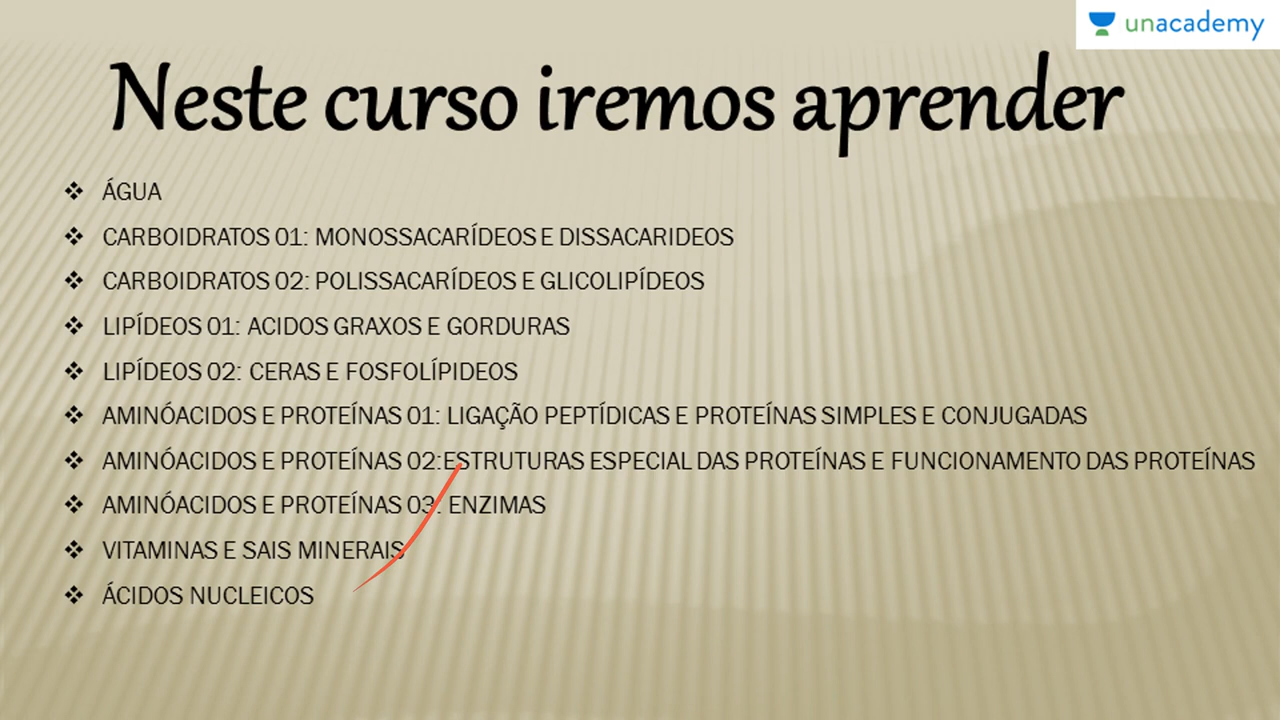 unacademy
Neste curso iremos aprender
❖ ÁGUA
❖ CARBOIDRATOS 01: MONOSSACARÍDEOS E DISSACARIDEOS
❖ CARBOIDRATOS 02: POLISSACARÍDEOS E GLICOLIPÍDEOS
❖ LIPÍDEOS 01: ACIDOS GRAXOS E GORDURAS
❖ LIPÍDEOS 02: CERAS E FOSFOLÍPIDEOS
❖ AMINÓACIDOS E PROTEÍNAS 01: LIGAÇÃO PEPTÍDICAS E PROTEÍNAS SIMPLES E CONJUGADAS
❖ AMINÓACIDOS E PROTEÍNAS 02:ESTRUTURAS ESPECIAL DAS PROTEÍNAS E FUNCIONAMENTO DAS PROTEÍNAS
❖ AMINÓACIDOS E PROTEÍNAS 03: ENZIMAS
❖ VITAMINAS E SAIS MINERAIS
❖ ÁCIDOS NUCLEICOS